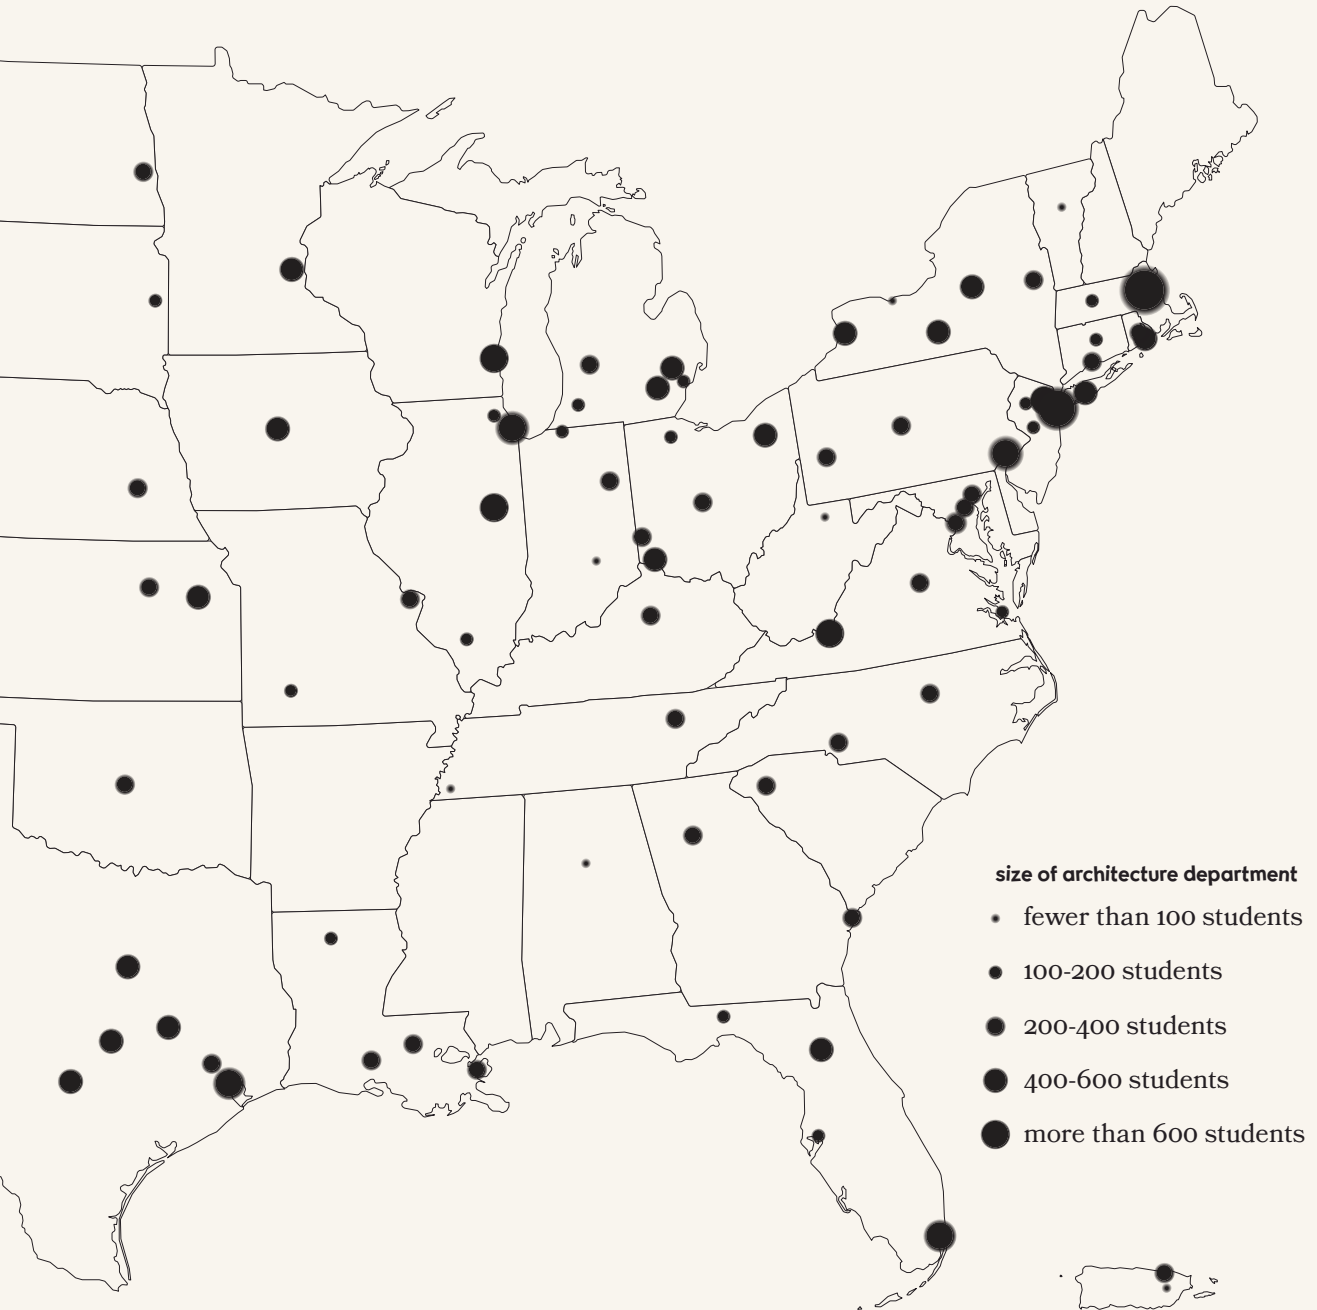 size of architecture department
fewer than 100 students
100-200 students
200-400 students
400-600 students
more than 600 students